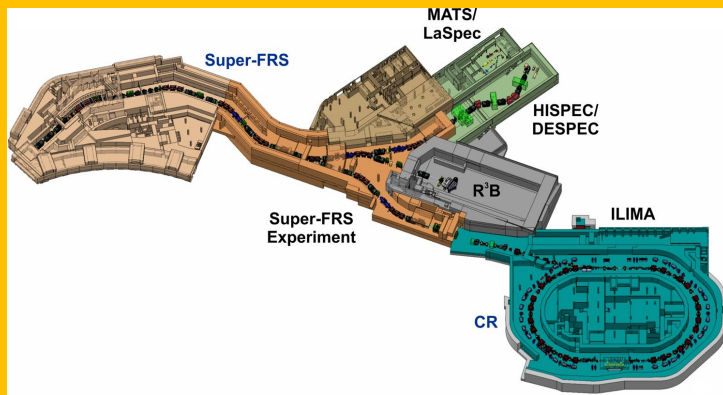 MATS/
LaSpec
Super-FRS
HISPEC/
DESPEC
R³B
Super-FRS
Experiment
ILIMA
CR